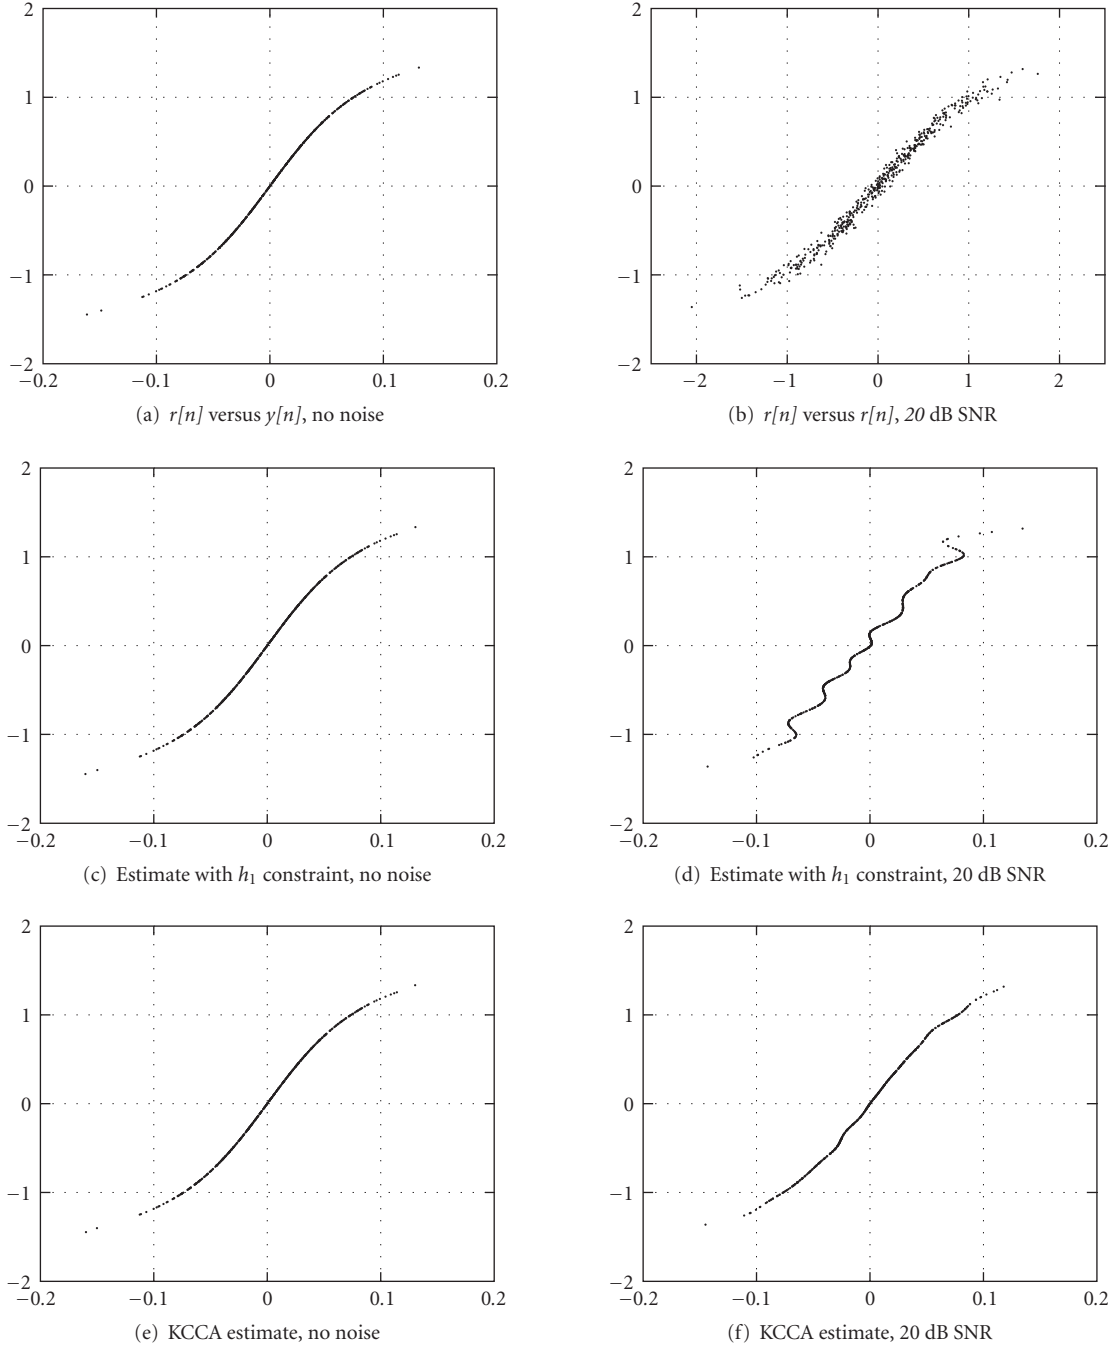 2
1
0
−1
−2
−0.2 −0.1 0 0.1 0.2
(a) r[n] versus y[n], no noise
2
1
0
−1
−2
−2 −1 0 1 2
(b) r[n] versus r[n], 20 dB SNR
2
1
0
−1
−2
−0.2 −0.1 0 0.1 0.2
(c) Estimate with h₁ constraint, no noise
2
1
0
−1
−2
−0.2 −0.1 0 0.1 0.2
(d) Estimate with h₁ constraint, 20 dB SNR
2
1
0
−1
−2
−0.2 −0.1 0 0.1 0.2
(e) KCCA estimate, no noise
2
1
0
−1
−2
−0.2 −0.1 0 0.1 0.2
(f) KCCA estimate, 20 dB SNR